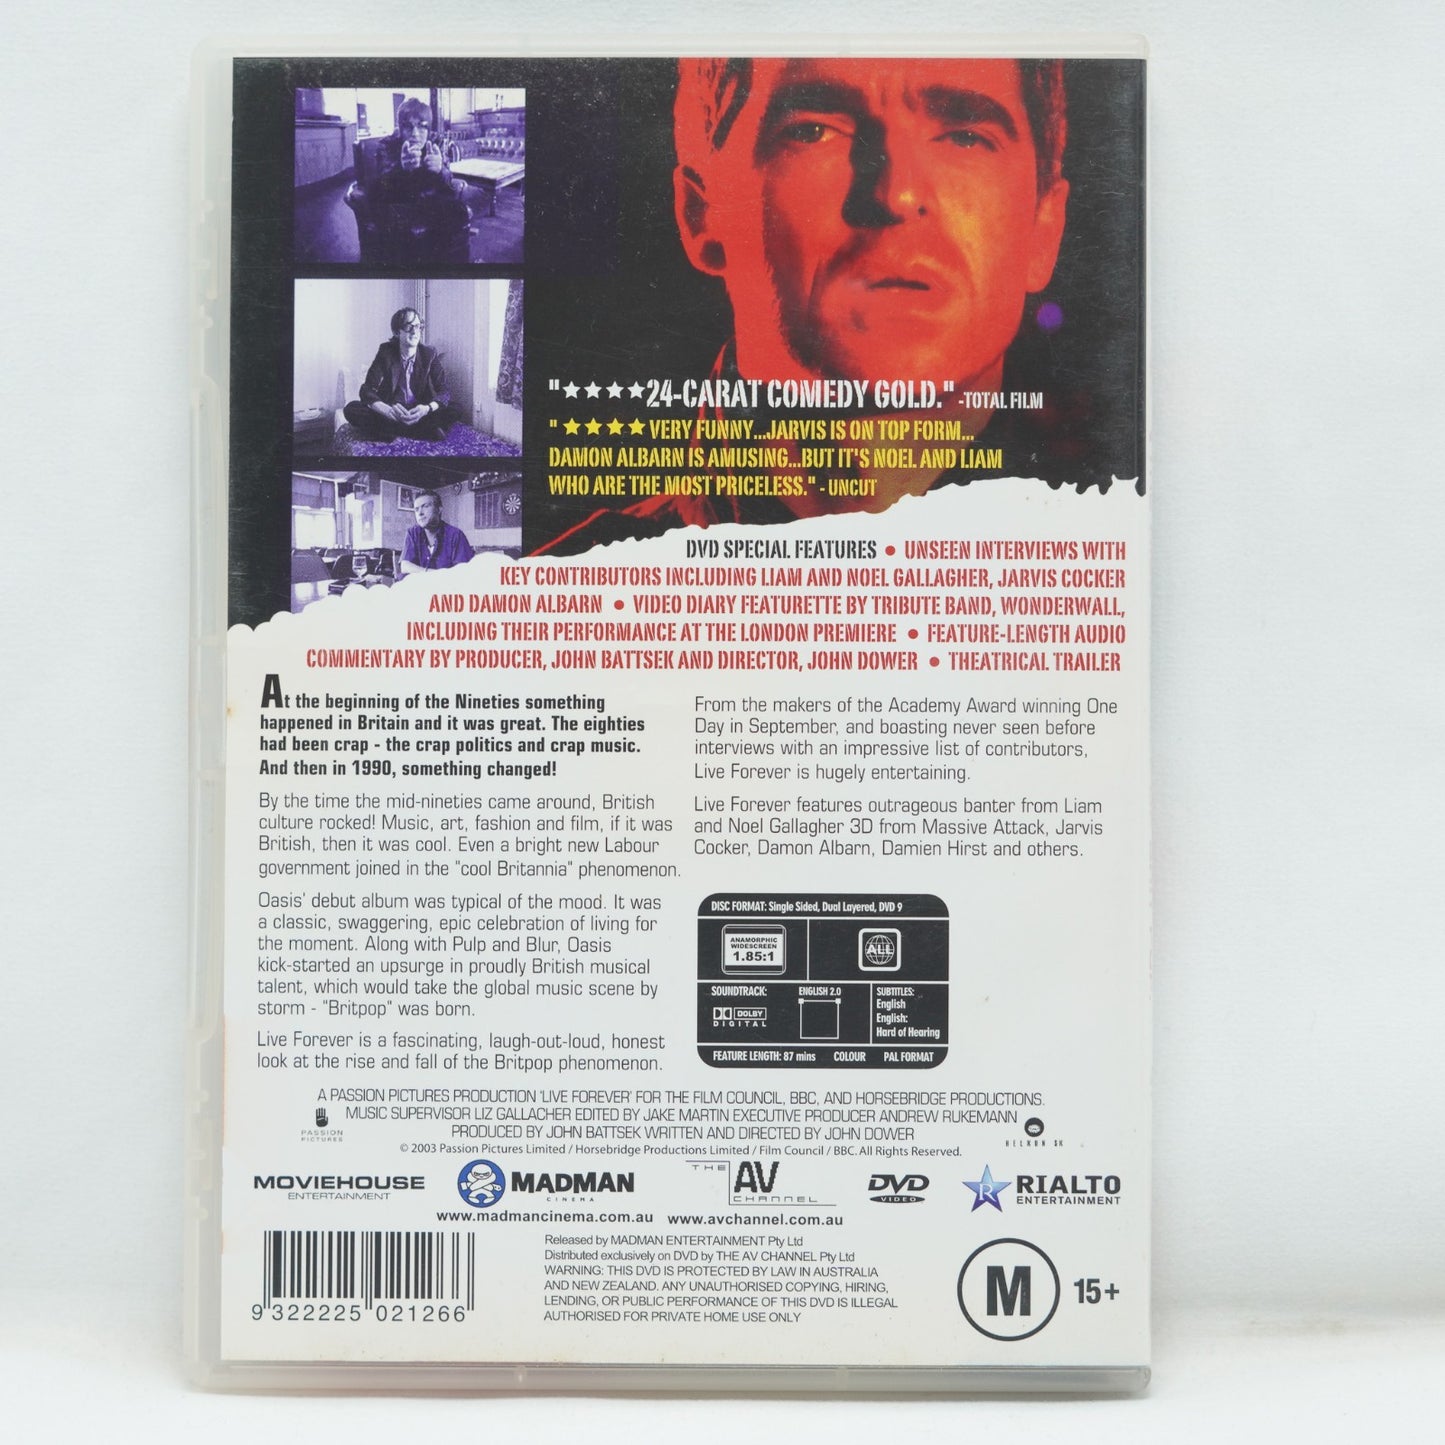 "★★★★24-CARAT COMEDY GOLD." -TOTAL FILM
"★★★★ VERY FUNNY...JARVIS IS ON TOP FORM...
DAMON ALBARN IS AMUSING...BUT IT'S NOEL AND LIAM
WHO ARE THE MOST PRICELESS." - UNCUT
DVD SPECIAL FEATURES • UNSEEN INTERVIEWS WITH
KEY CONTRIBUTORS INCLUDING LIAM AND NOEL GALLAGHER, JARVIS COCKER
AND DAMON ALBARN • VIDEO DIARY FEATURETTE BY TRIBUTE BAND, WONDERWALL,
INCLUDING THEIR PERFORMANCE AT THE LONDON PREMIERE • FEATURE-LENGTH AUDIO
COMMENTARY BY PRODUCER, JOHN BATTSEK AND DIRECTOR, JOHN DOWER • THEATRICAL TRAILER
At the beginning of the Nineties something
happened in Britain and it was great. The eighties
had been crap - the crap politics and crap music.
And then in 1990, something changed!
By the time the mid-nineties came around, British
culture rocked! Music, art, fashion and film, if it was
British, then it was cool. Even a bright new Labour
government joined in the "cool Britannia" phenomenon.
Oasis' debut album was typical of the mood. It was
a classic, swaggering, epic celebration of living for
the moment. Along with Pulp and Blur, Oasis
kick-started an upsurge in proudly British musical
talent, which would take the global music scene by
storm - "Britpop" was born.
Live Forever is a fascinating, laugh-out-loud, honest
look at the rise and fall of the Britpop phenomenon.
From the makers of the Academy Award winning One
Day in September, and boasting never seen before
interviews with an impressive list of contributors,
Live Forever is hugely entertaining.
Live Forever features outrageous banter from Liam
and Noel Gallagher 3D from Massive Attack, Jarvis
Cocker, Damon Albarn, Damien Hirst and others.
DISC FORMAT: Single Sided, Dual Layered, DVD 9
ANAMORPHIC
WIDESCREEN
1.85:1
ALL
SOUNDTRACK:
DOLBY
DIGITAL
ENGLISH 2.0
SUBTITLES:
English
English:
Hard of Hearing
FEATURE LENGTH: 87 mins COLOUR PAL FORMAT
A PASSION PICTURES PRODUCTION 'LIVE FOREVER' FOR THE FILM COUNCIL, BBC, AND HORSEBRIDGE PRODUCTIONS.
MUSIC SUPERVISOR LIZ GALLACHER EDITED BY JAKE MARTIN EXECUTIVE PRODUCER ANDREW RUKEMANN
PRODUCED BY JOHN BATTSEK WRITTEN AND DIRECTED BY JOHN DOWER
© 2003 Passion Pictures Limited / Horsebridge Productions Limited / Film Council / BBC. All Rights Reserved.
PASSION
PICTURES
HELKON SK
MOVIEHOUSE
ENTERTAINMENT
MADMAN
CINEMA
www.madmancinema.com.au
THE
AV
CHANNEL
www.avchannel.com.au
DVD
VIDEO
R
RIALTO
ENTERTAINMENT
9 322225 021266
Released by MADMAN ENTERTAINMENT Pty Ltd
Distributed exclusively on DVD by THE AV CHANNEL Pty Ltd
WARNING: THIS DVD IS PROTECTED BY LAW IN AUSTRALIA
AND NEW ZEALAND. ANY UNAUTHORISED COPYING, HIRING,
LENDING, OR PUBLIC PERFORMANCE OF THIS DVD IS ILLEGAL
AUTHORISED FOR PRIVATE HOME USE ONLY
M 15+